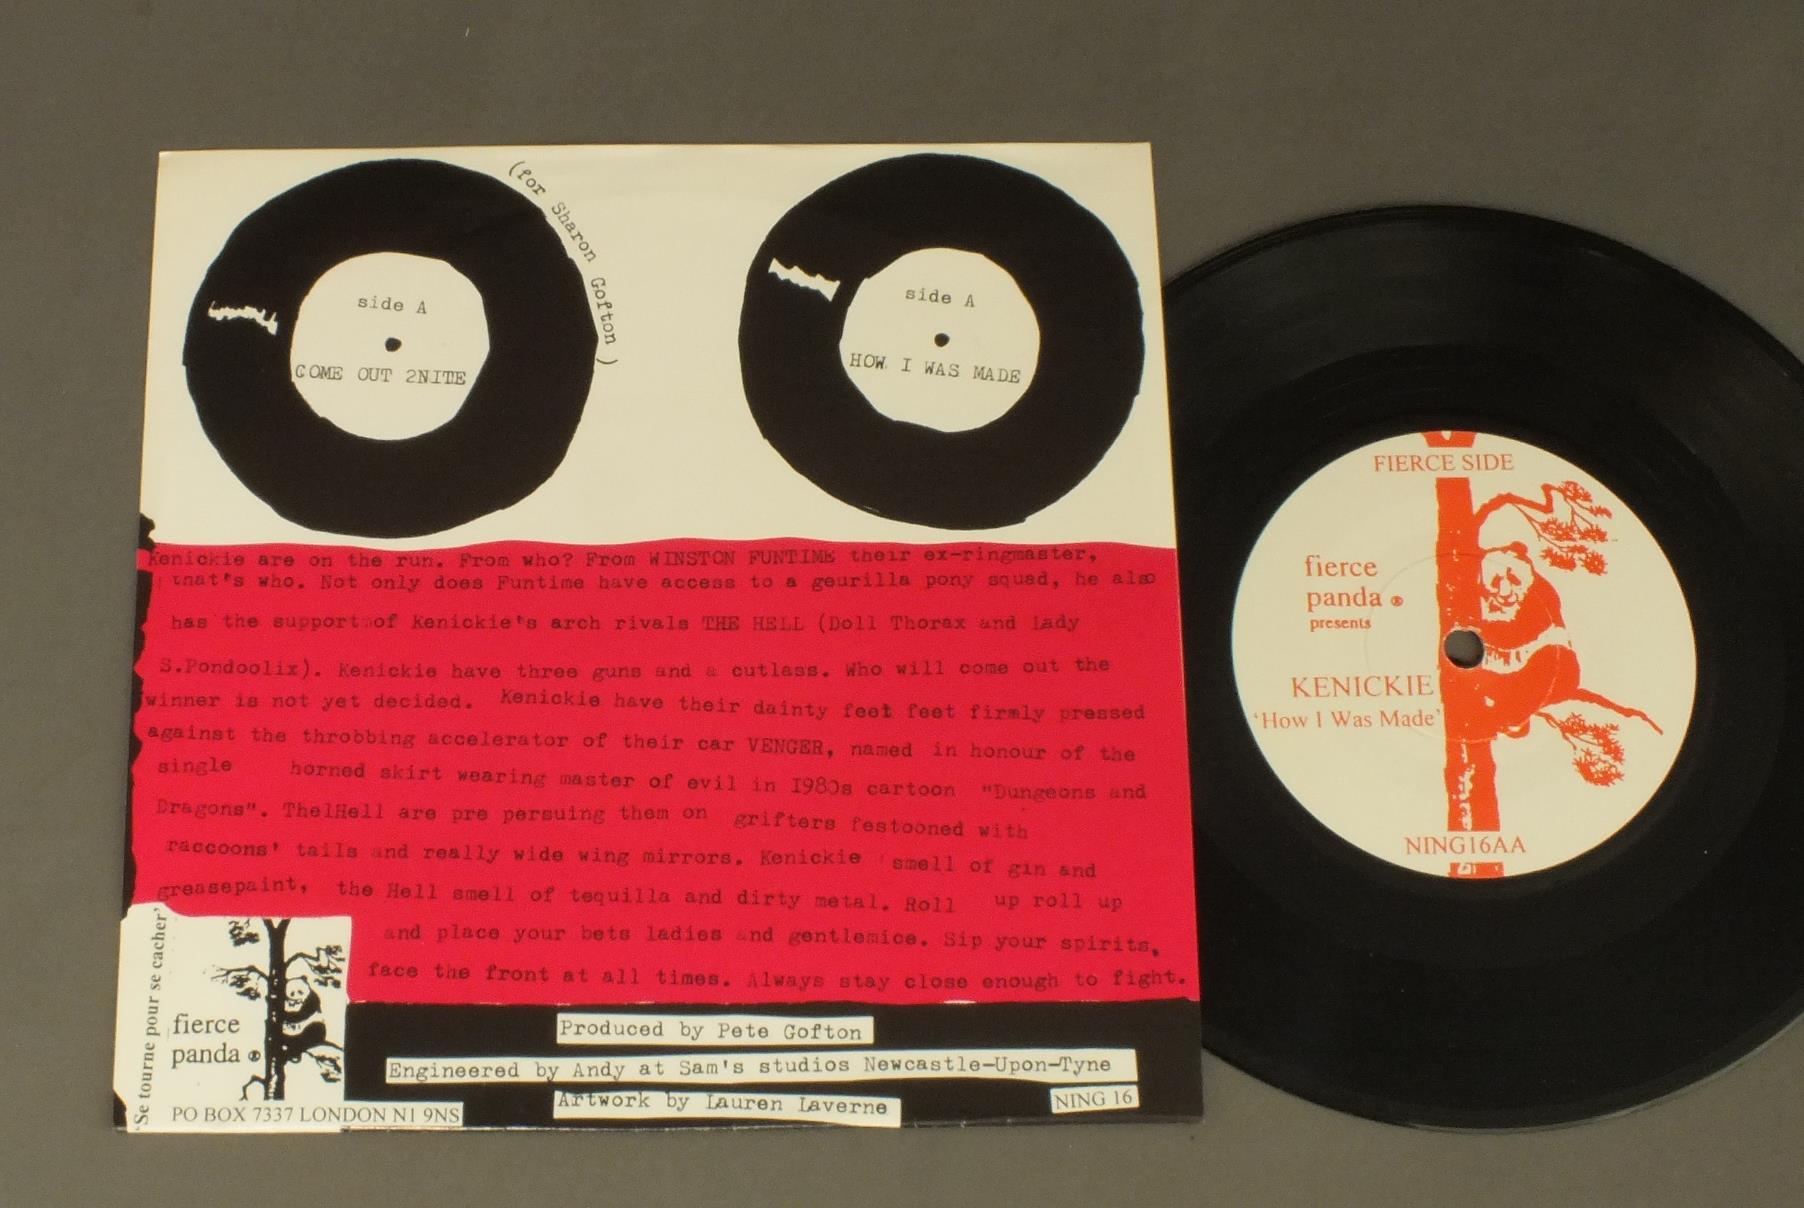 (for Sharon Gofton )
side A
COME OUT 2NITE
side A
HOW I WAS MADE
Kenickie are on the run. From who? From WINSTON FUNTIME their ex-ringmaster,
that's who. Not only does Funtime have access to a geurilla pony squad, he also
has the support of Kenickie's arch rivals THE HELL (Doll Thorax and Lady
S.Pondoolix). Kenickie have three guns and a cutlass. Who will come out the
winner is not yet decided. Kenickie have their dainty feet feet firmly pressed
against the throbbing accelerator of their car VENGER, named in honour of the
single horned skirt wearing master of evil in 1980s cartoon "Dungeons and
Dragons". ThelHell are pre persuing them on grifters festooned with
raccoons' tails and really wide wing mirrors. Kenickie smell of gin and
greasepaint, the Hell smell of tequilla and dirty metal. Roll up roll up
and place your bets ladies and gentlemice. Sip your spirits,
face the front at all times. Always stay close enough to fight.
'Se tourne pour se cacher'
fierce
panda ®
PO BOX 7337 LONDON N1 9NS
Produced by Pete Gofton
Engineered by Andy at Sam's studios Newcastle-Upon-Tyne
Artwork by Lauren Laverne
NING 16
FIERCE SIDE
fierce
panda ®
presents
KENICKIE
'How I Was Made'
NING16AA